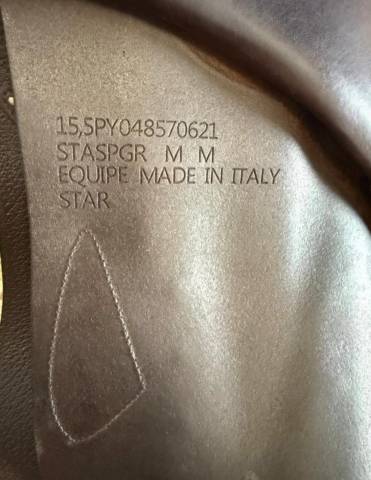 15,5PY048570621
STASPGR M M
EQUIPE MADE IN ITALY
STAR